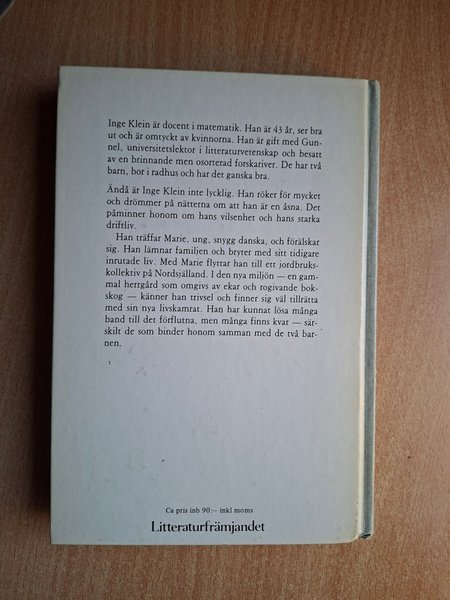 Inge Klein är docent i matematik. Han är 43 år, ser bra
ut och är omtyckt av kvinnorna. Han är gift med Gun-
nel, universitetslektor i litteraturvetenskap och besatt
av en brinnande men osorterad forskariver. De har två
barn, bor i radhus och har det ganska bra.
Ändå är Inge Klein inte lycklig. Han röker för mycket
och drömmer på nätterna om att han är en åsna. Det
påminner honom om hans vilsenhet och hans starka
driftliv.
Han träffar Marie, ung, snygg danska, och förälskar
sig. Han lämnar familjen och bryter med sitt tidigare
inrutade liv. Med Marie flyttar han till ett jordbruks-
kollektiv på Nordsjälland. I den nya miljön — en gam-
mal herrgård som omgivs av ekar och rogivande bok-
skog — känner han trivsel och finner sig väl tillrätta
med sin nya livskamrat. Han har kunnat lösa många
band till det förflutna, men många finns kvar — sär-
skilt de som binder honom samman med de två bar-
nen.
Ca pris inb 90:– inkl moms
Litteraturfrämjandet